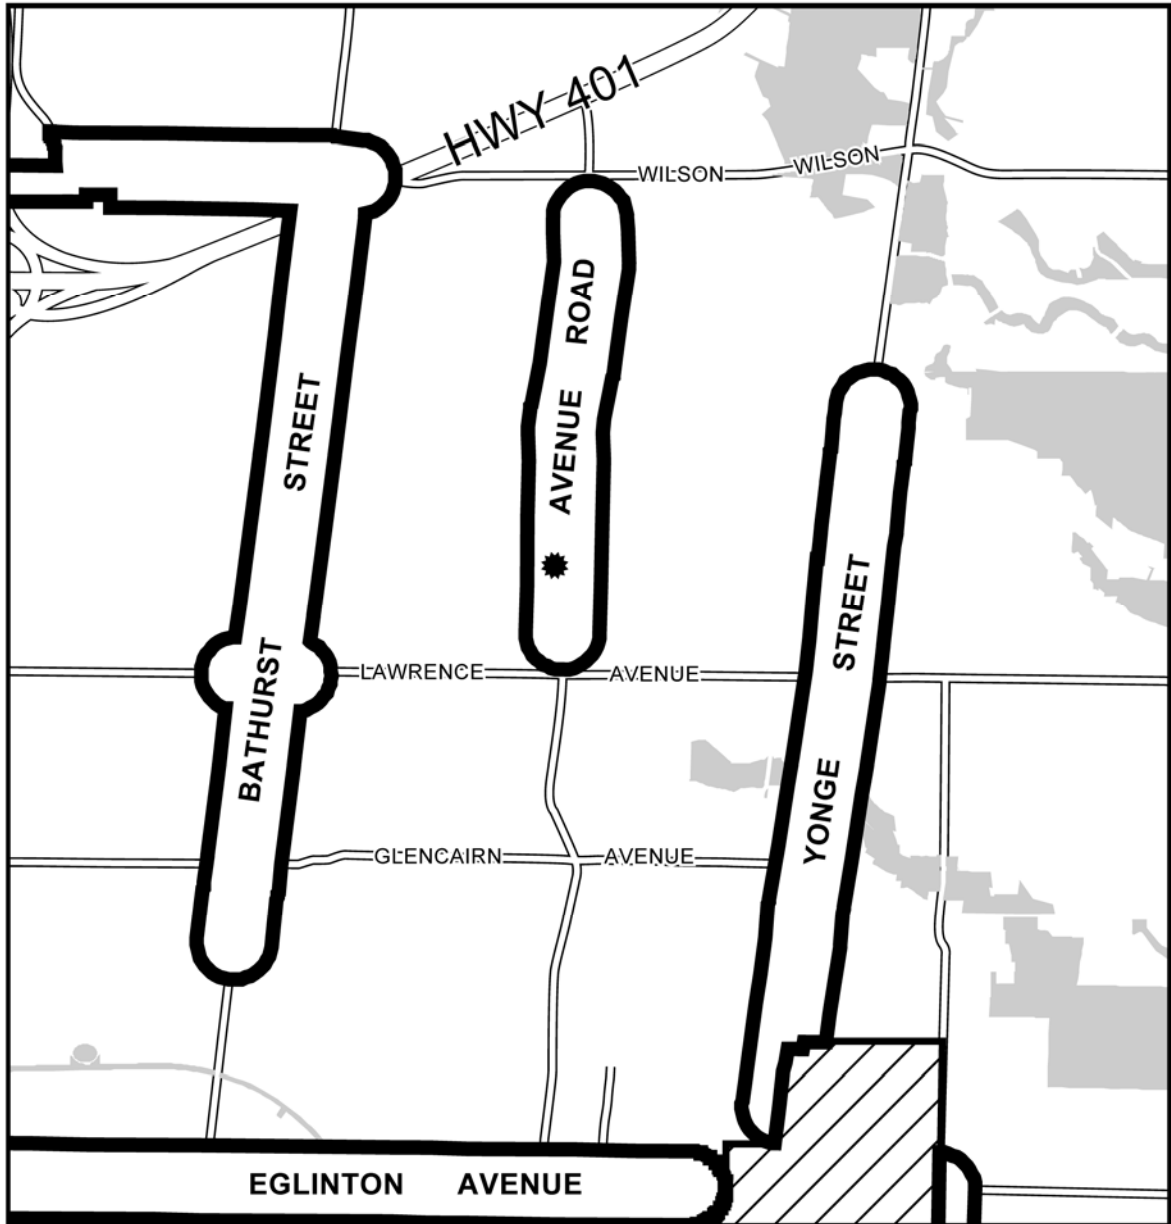 HWY 401
WILSON
WILSON
AVENUE ROAD
BATHURST STREET
YONGE STREET
LAWRENCE AVENUE
GLENCAIRN AVENUE
EGLINTON AVENUE